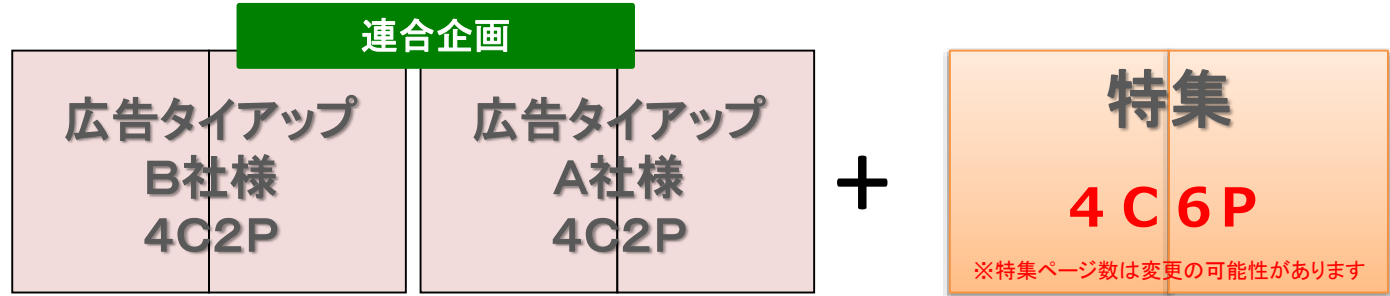 連合企画
広告タイアップ
B社様
4C2P
広告タイアップ
A社様
4C2P
＋
特集
４Ｃ６Ｐ
※特集ページ数は変更の可能性があります